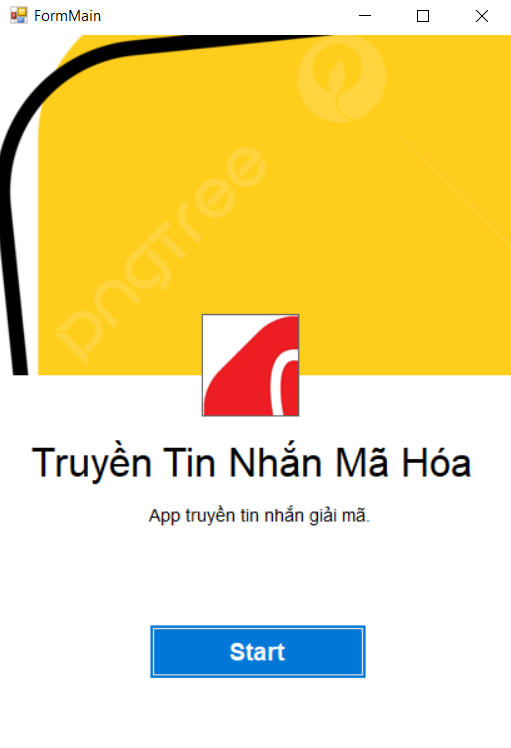 FormMain
pngtree
Truyền Tin Nhắn Mã Hóa
App truyền tin nhắn giải mã.
Start